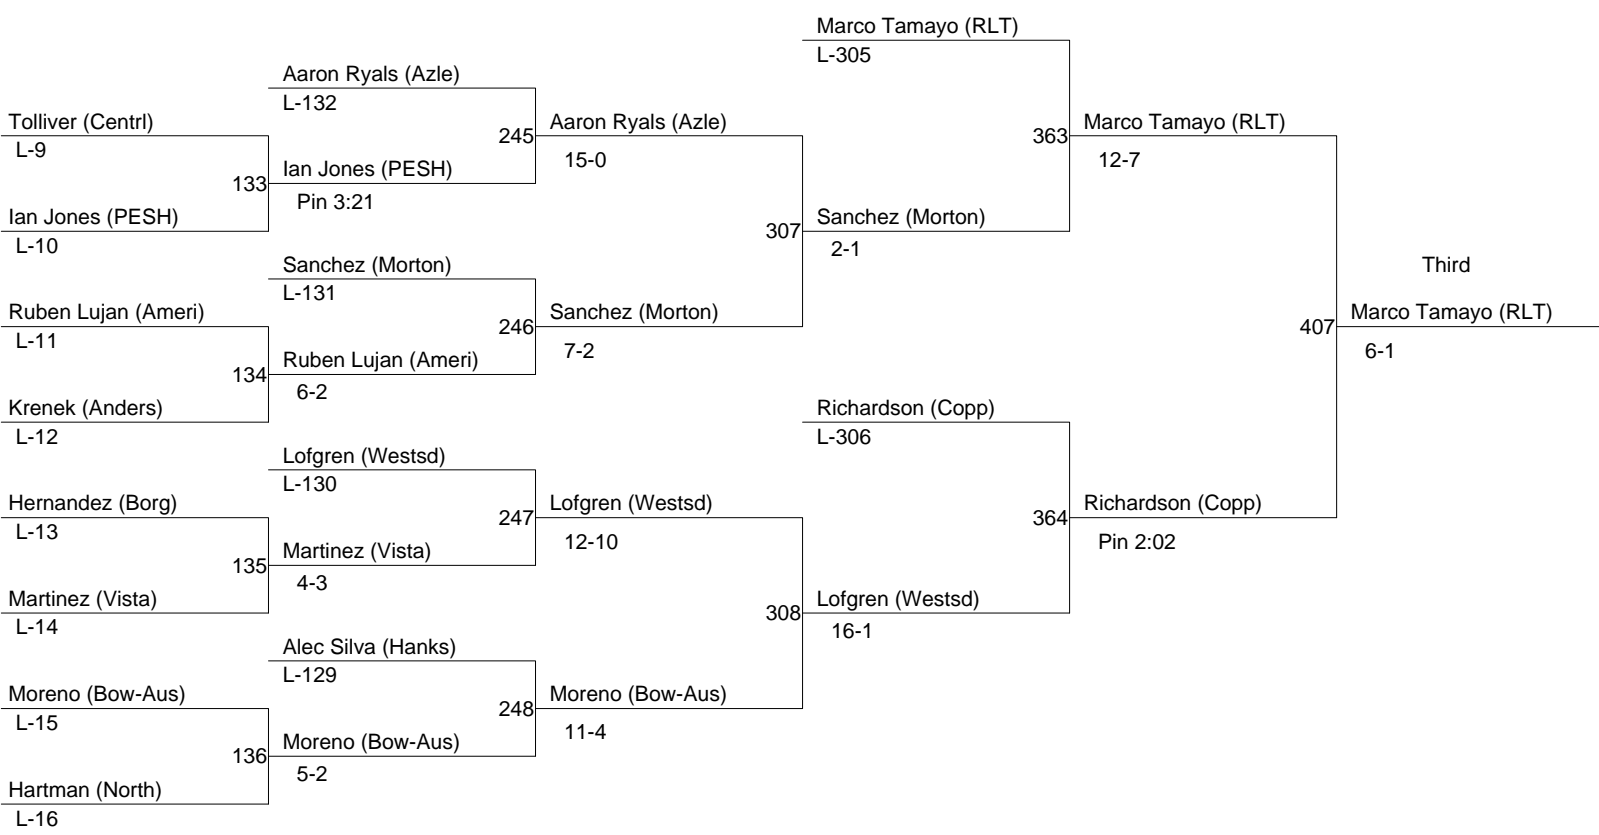 Marco Tamayo (RLT)
L-305
Aaron Ryals (Azle)
L-132
Tolliver (Centrl)
L-9
245
Aaron Ryals (Azle)
15-0
363
Marco Tamayo (RLT)
12-7
133
Ian Jones (PESH)
Pin 3:21
Ian Jones (PESH)
L-10
307
Sanchez (Morton)
2-1
Sanchez (Morton)
L-131
Third
Ruben Lujan (Ameri)
L-11
246
Sanchez (Morton)
7-2
407
Marco Tamayo (RLT)
6-1
134
Ruben Lujan (Ameri)
6-2
Krenek (Anders)
L-12
Richardson (Copp)
L-306
Lofgren (Westsd)
L-130
Hernandez (Borg)
L-13
247
Lofgren (Westsd)
12-10
364
Richardson (Copp)
Pin 2:02
135
Martinez (Vista)
4-3
Martinez (Vista)
L-14
308
Lofgren (Westsd)
16-1
Alec Silva (Hanks)
L-129
Moreno (Bow-Aus)
L-15
248
Moreno (Bow-Aus)
11-4
136
Moreno (Bow-Aus)
5-2
Hartman (North)
L-16